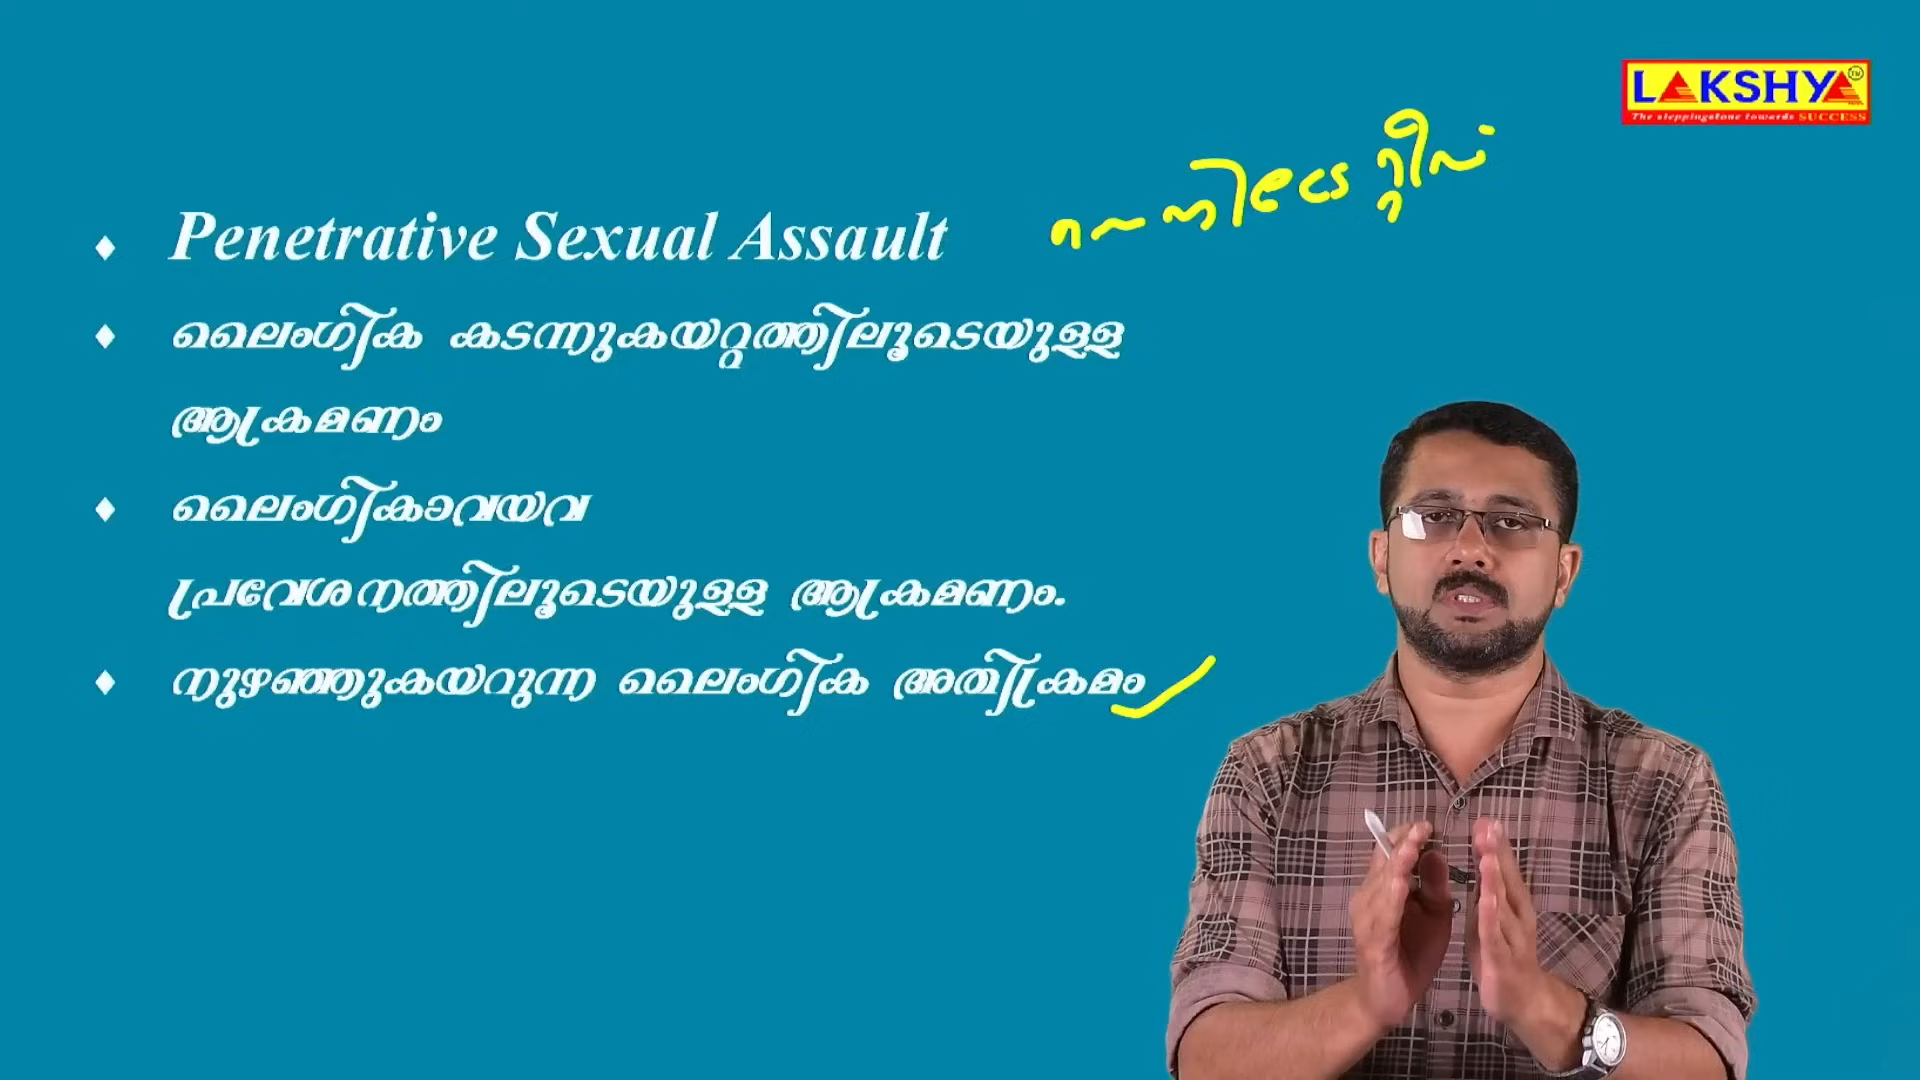 LAKSHYA TM
The steppingstone towards SUCCESS
Penetrative Sexual Assault
ലൈംഗിക കടന്നുകയറ്റത്തിലൂടെയുള്ള
ആക്രമണം
ലൈംഗികാവയവ
പ്രവേശനത്തിലൂടെയുള്ള ആക്രമണം.
നുഴഞ്ഞുകയറുന്ന ലൈംഗിക അതിക്രമം